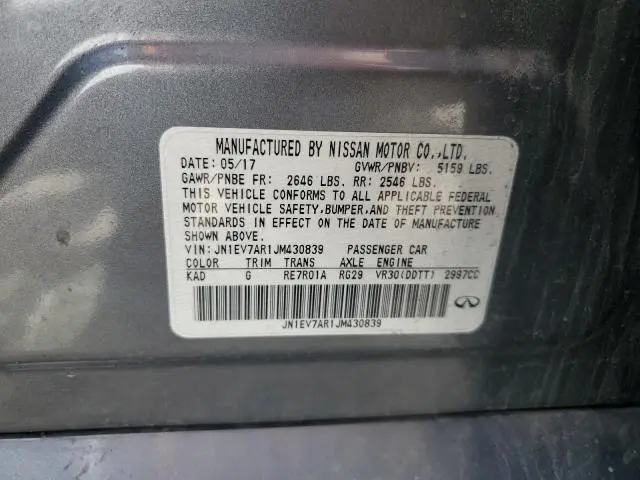 MANUFACTURED BY NISSAN MOTOR CO.,LTD.
DATE: 05/17 GVWR/PNBV: 5159 LBS.
GAWR/PNBE FR: 2646 LBS. RR: 2546 LBS.
THIS VEHICLE CONFORMS TO ALL APPLICABLE FEDERAL
MOTOR VEHICLE SAFETY,BUMPER,AND THEFT PREVENTION
STANDARDS IN EFFECT ON THE DATE OF MANUFACTURE
SHOWN ABOVE.
VIN: JN1EV7AR1JM430839 PASSENGER CAR
COLOR TRIM TRANS AXLE ENGINE
KAD G RE7R01A RG29 VR30(DDTT) 2997CC
JN1EV7AR1JM430839
INFINITI